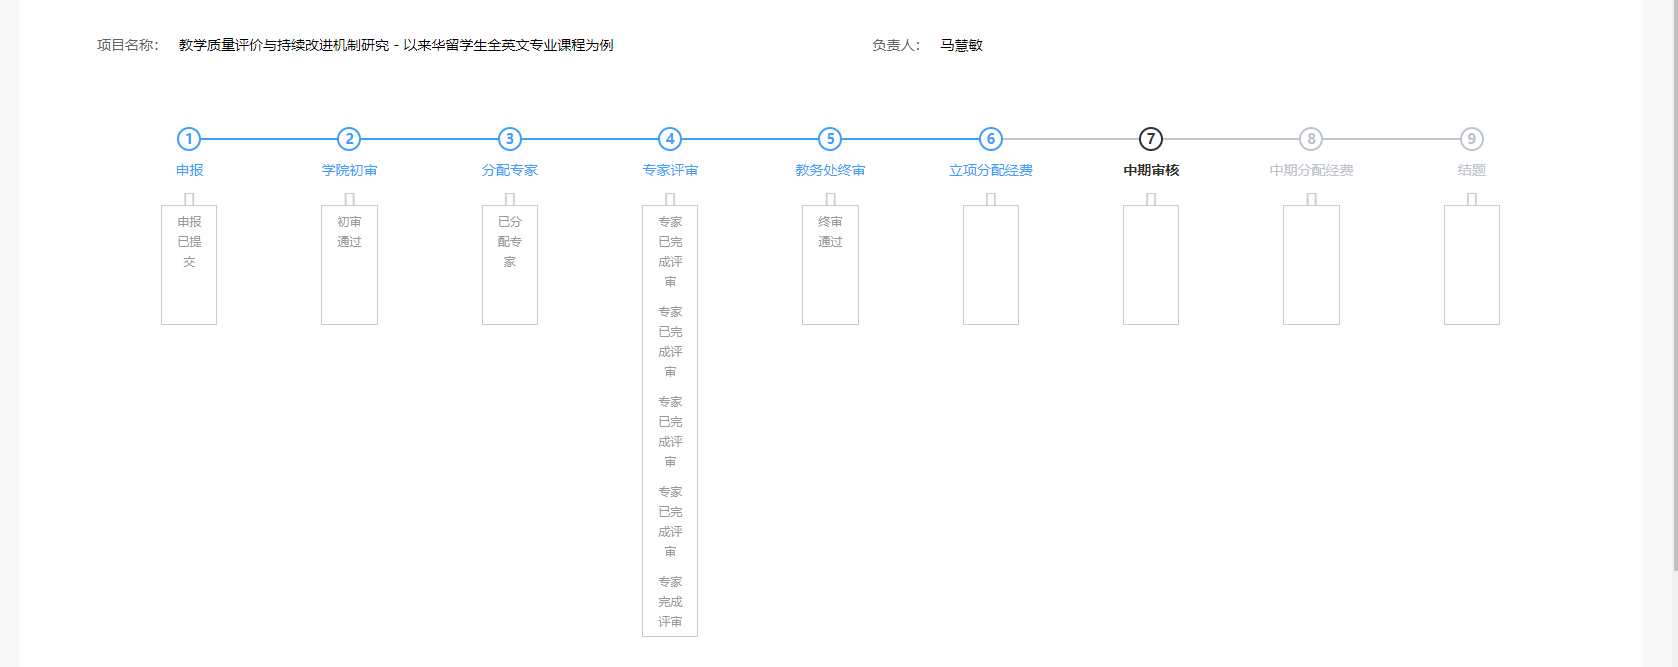 项目名称： 教学质量评价与持续改进机制研究 - 以来华留学生全英文专业课程为例 负责人： 马慧敏
1 2 3 4 5 6 7 8 9
申报 学院初审 分配专家 专家评审 教务处终审 立项分配经费 中期审核 中期分配经费 结题
申报
已提
交
初审
通过
已分
配专
家
专家
已完
成评
审
专家
已完
成评
审
专家
已完
成评
审
专家
已完
成评
审
专家
完成
评审
终审
通过